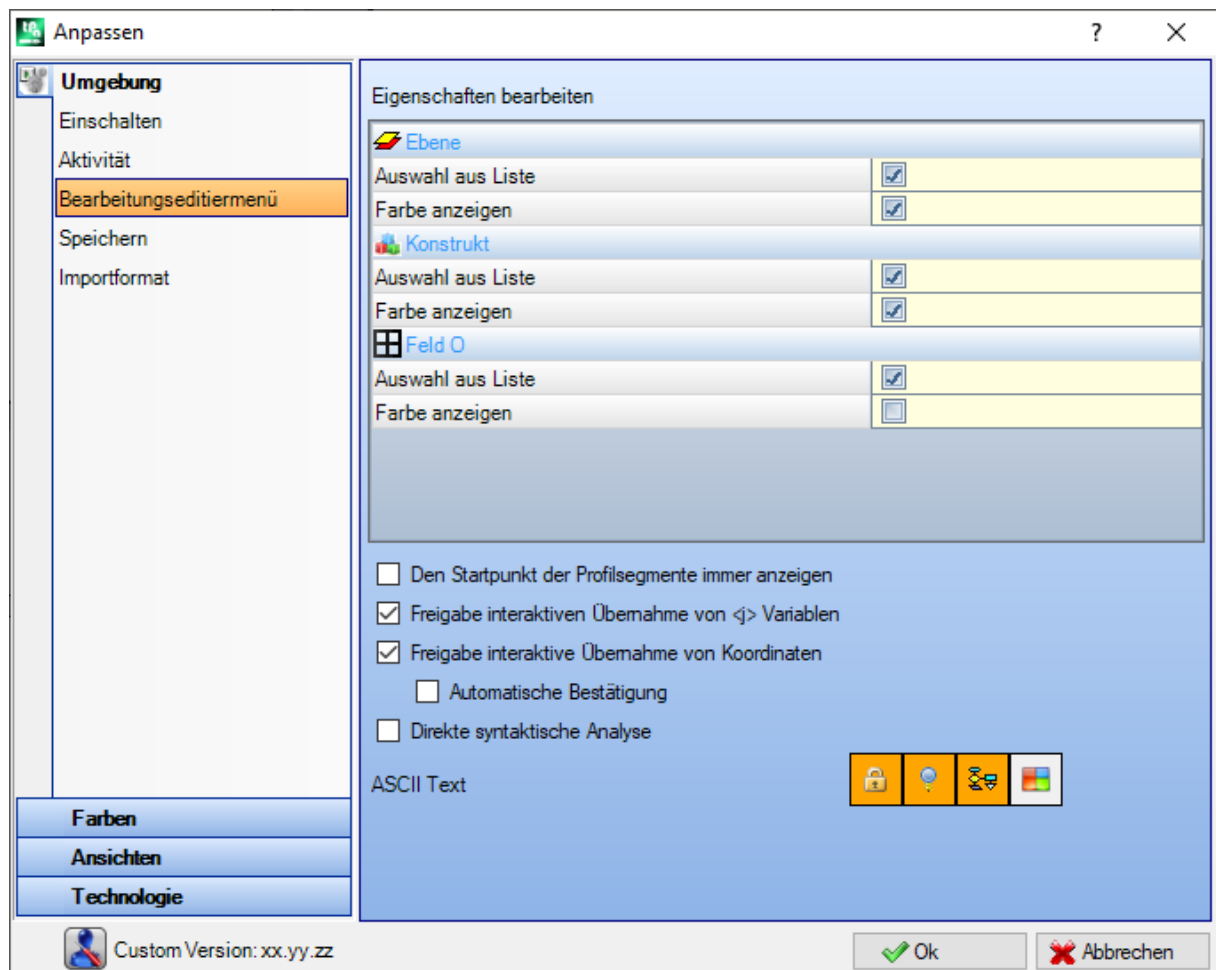 Anpassen
?
Umgebung
Einschalten
Aktivität
Bearbeitungseditiermenü
Speichern
Importformat
Farben
Ansichten
Technologie
Eigenschaften bearbeiten
Ebene
Auswahl aus Liste
Farbe anzeigen
Konstrukt
Auswahl aus Liste
Farbe anzeigen
Feld O
Auswahl aus Liste
Farbe anzeigen
Den Startpunkt der Profilsegmente immer anzeigen
Freigabe interaktiven Übernahme von <j> Variablen
Freigabe interaktive Übernahme von Koordinaten
Automatische Bestätigung
Direkte syntaktische Analyse
ASCII Text
Custom Version: xx.yy.zz
Ok
Abbrechen